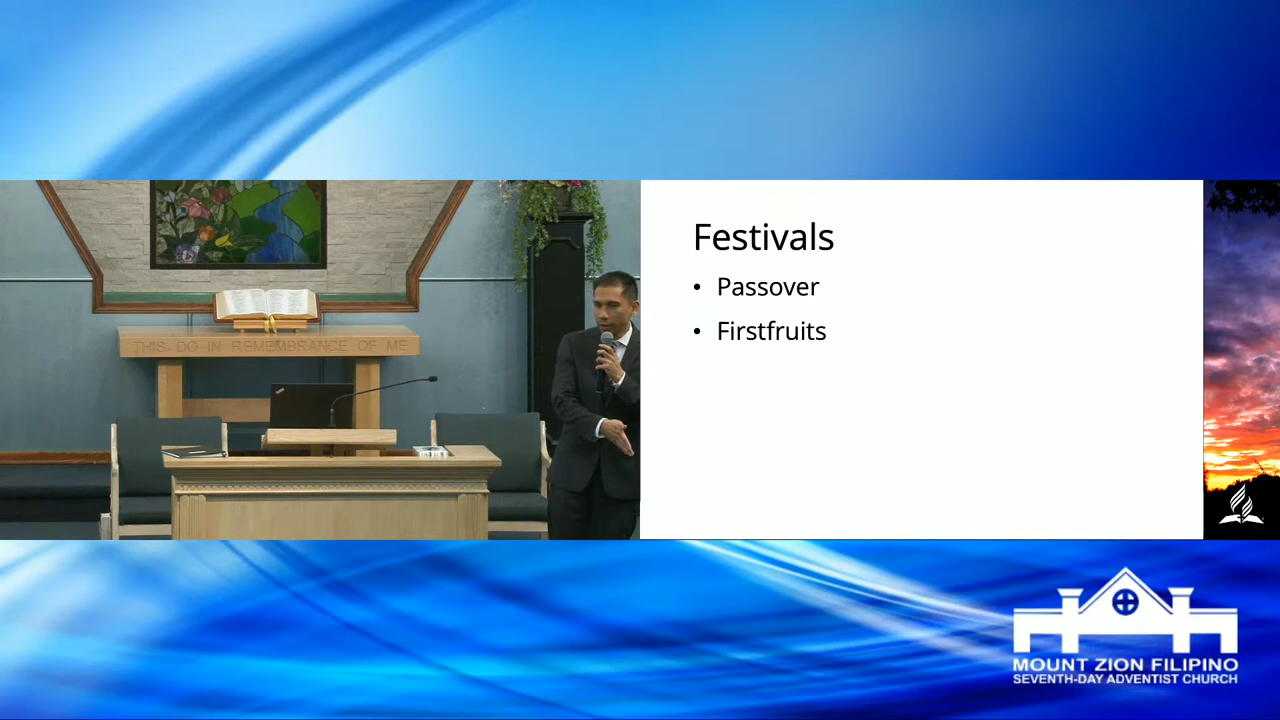 Festivals
• Passover
• Firstfruits
THIS DO IN REMEMBRANCE OF ME
MOUNT ZION FILIPINO
SEVENTH-DAY ADVENTIST CHURCH